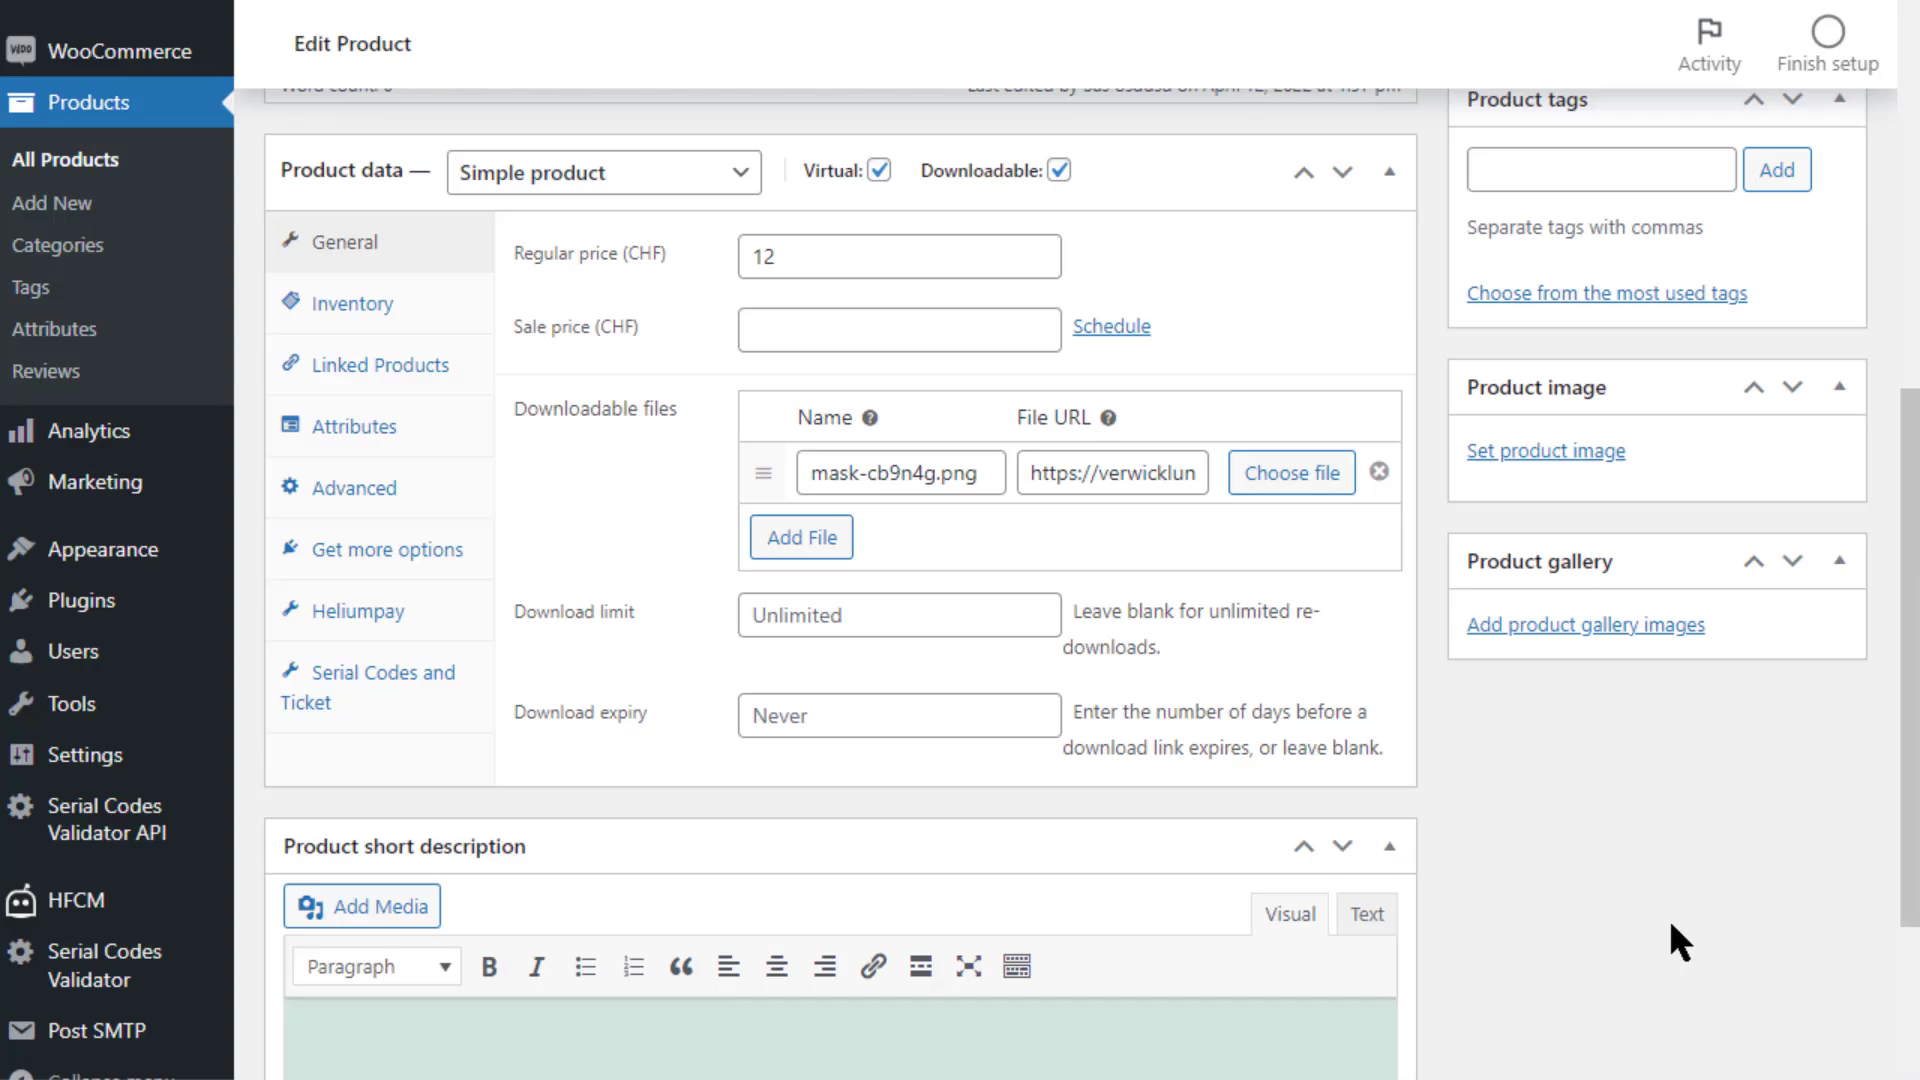 WooCommerce
Products
All Products
Add New
Categories
Tags
Attributes
Reviews
Analytics
Marketing
Appearance
Plugins
Users
Tools
Settings
Serial Codes
Validator API
HFCM
Serial Codes
Validator
Post SMTP
Collapse menu
Edit Product
Activity
Finish setup
Word count: 0
Product data —
Simple product
Virtual:
Downloadable:
General
Inventory
Linked Products
Attributes
Advanced
Get more options
Heliumpay
Serial Codes and
Ticket
Regular price (CHF)
12
Sale price (CHF)
Schedule
Downloadable files
Name
File URL
mask-cb9n4g.png
https://verwicklun
Choose file
Add File
Download limit
Unlimited
Leave blank for unlimited re-
downloads.
Download expiry
Never
Enter the number of days before a
download link expires, or leave blank.
Product short description
Add Media
Visual
Text
Paragraph
Product tags
Add
Separate tags with commas
Choose from the most used tags
Product image
Set product image
Product gallery
Add product gallery images